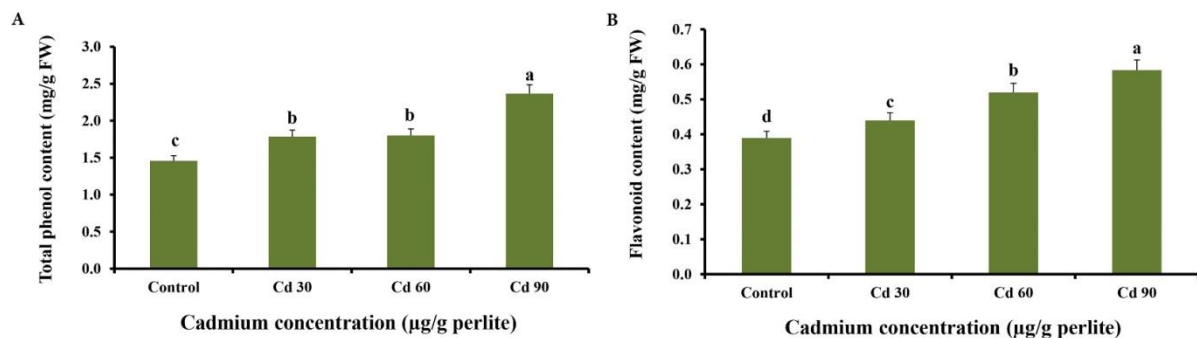 A
Total phenol content (mg/g FW)
3.0
2.5
2.0
1.5
1.0
0.5
0.0
c
b
b
a
Control
Cd 30
Cd 60
Cd 90
Cadmium concentration (µg/g perlite)
B
Flavonoid content (mg/g FW)
0.7
0.6
0.5
0.4
0.3
0.2
0.1
0.0
d
c
b
a
Control
Cd 30
Cd 60
Cd 90
Cadmium concentration (µg/g perlite)